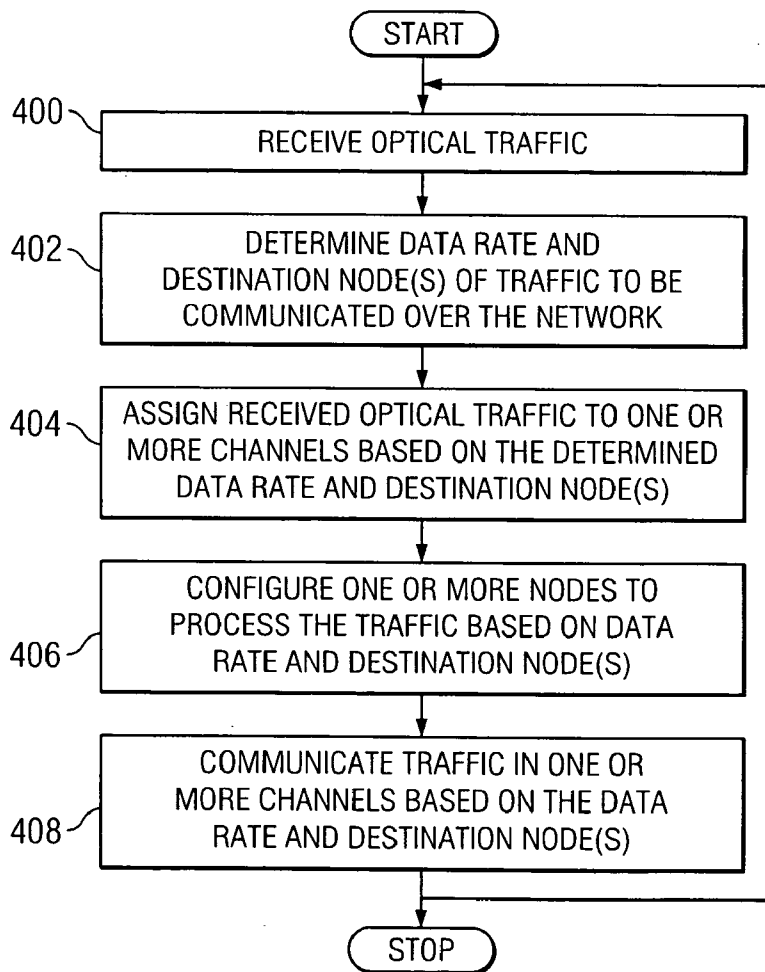 START
400
RECEIVE OPTICAL TRAFFIC
402
DETERMINE DATA RATE AND
DESTINATION NODE(S) OF TRAFFIC TO BE
COMMUNICATED OVER THE NETWORK
404
ASSIGN RECEIVED OPTICAL TRAFFIC TO ONE OR
MORE CHANNELS BASED ON THE DETERMINED
DATA RATE AND DESTINATION NODE(S)
406
CONFIGURE ONE OR MORE NODES TO
PROCESS THE TRAFFIC BASED ON DATA
RATE AND DESTINATION NODE(S)
408
COMMUNICATE TRAFFIC IN ONE OR
MORE CHANNELS BASED ON THE DATA
RATE AND DESTINATION NODE(S)
STOP